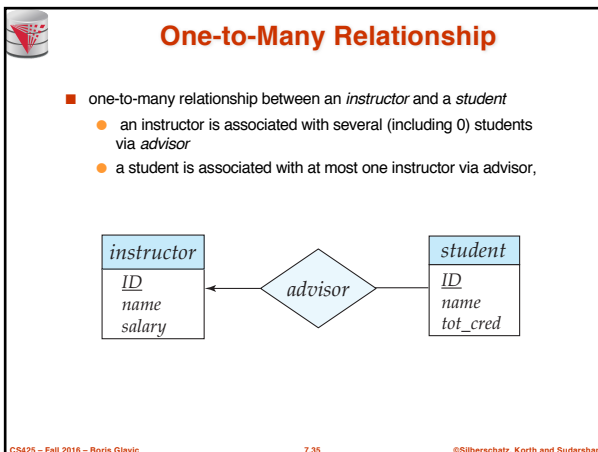 One-to-Many Relationship
■ one-to-many relationship between an instructor and a student
● an instructor is associated with several (including 0) students
via advisor
● a student is associated with at most one instructor via advisor,
instructor
ID
name
salary
advisor
student
ID
name
tot_cred
CS425 – Fall 2016 – Boris Glavic
7.35
©Silberschatz, Korth and Sudarshan